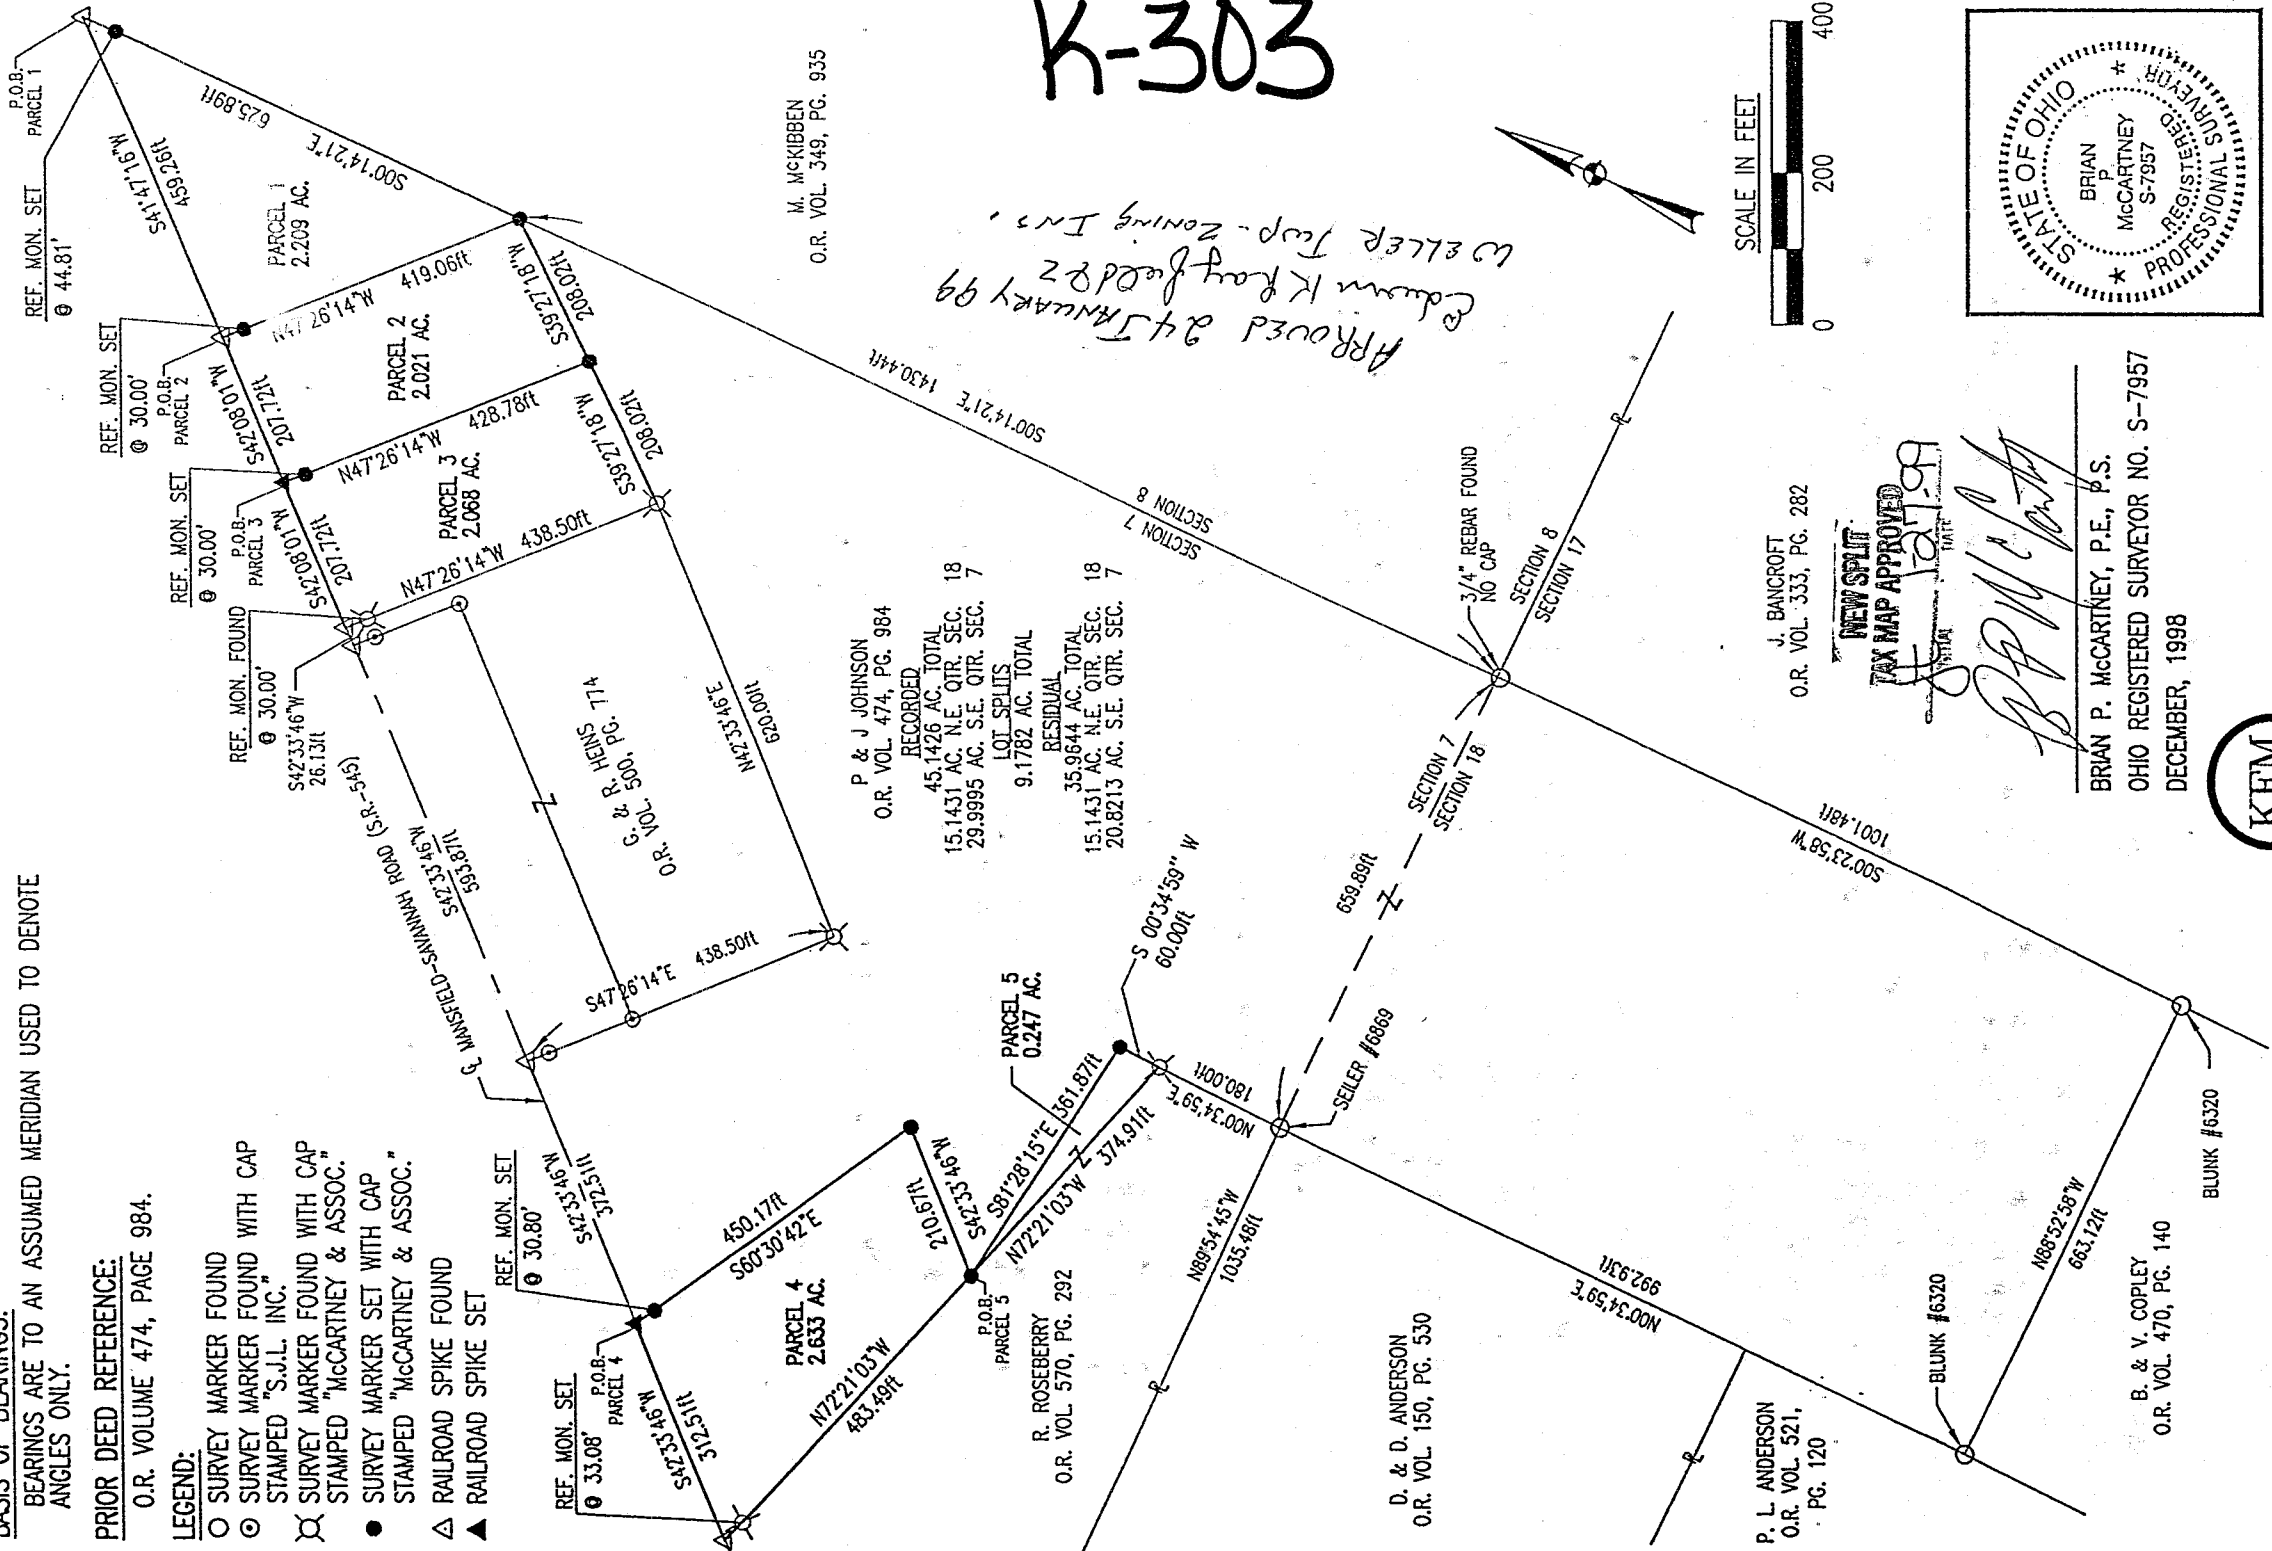 K-303
BASIS OF BEARINGS:
BEARINGS ARE TO AN ASSUMED MERIDIAN USED TO DENOTE
ANGLES ONLY.
PRIOR DEED REFERENCE:
O.R. VOLUME 474, PAGE 984.
LEGEND:
SURVEY MARKER FOUND
SURVEY MARKER FOUND WITH CAP
STAMPED "S.J.L. INC."
SURVEY MARKER FOUND WITH CAP
STAMPED "McCARTNEY & ASSOC."
SURVEY MARKER SET WITH CAP
STAMPED "McCARTNEY & ASSOC."
RAILROAD SPIKE FOUND
RAILROAD SPIKE SET
REF. MON. SET
@ 33.08'
P.O.B.
PARCEL 4
S42°33'46"W
312.51ft
REF. MON. SET
@ 30.80'
S42°33'46"W
372.51ft
450.17ft
S60°30'42"E
PARCEL 4
2.633 AC.
N72°21'03"W
483.49ft
210.67ft
S42°33'46"W
P.O.B.
PARCEL 5
PARCEL 5
0.247 AC.
S81°28'15"E 361.87ft
N72°21'03"W 374.91ft
S 00°34'59" W
60.00ft
180.00ft
N00°34'59"E
SEILER #6869
℄ MANSFIELD-SAVANNAH ROAD (S.R.-545)
S42°33'46"W
593.87ft
S42°33'46"W
26.13ft
S47°26'14"E 438.50ft
G. & R. HEINS
O.R. VOL. 500, PG. 774
N42°33'46"E
620.00ft
REF. MON. FOUND
@ 30.00'
N47°26'14"W 438.50ft
S42°08'01"W
207.72ft
PARCEL 3
2.068 AC.
REF. MON. SET
@ 30.00'
P.O.B.
PARCEL 3
N47°26'14"W 428.78ft
S39°27'18"W
208.02ft
S42°08'01"W
207.72ft
PARCEL 2
2.021 AC.
REF. MON. SET
@ 30.00'
P.O.B.
PARCEL 2
N47°26'14"W 419.06ft
S39°27'18"W
208.02ft
S41°47'16"W
459.26ft
PARCEL 1
2.209 AC.
REF. MON. SET
@ 44.81'
P.O.B.
PARCEL 1
S00°14'21"E 625.89ft
M. McKIBBEN
O.R. VOL. 349, PG. 935
S00°14'21"E 1430.44ft
SECTION 7
SECTION 8
P & J JOHNSON
O.R. VOL. 474, PG. 984
RECORDED
45.1426 AC. TOTAL
15.1431 AC. N.E. QTR. SEC. 18
29.9995 AC. S.E. QTR. SEC. 7
LOT SPLITS
9.1782 AC. TOTAL
RESIDUAL
35.9644 AC. TOTAL
15.1431 AC. N.E. QTR. SEC. 18
20.8213 AC. S.E. QTR. SEC. 7
3/4" REBAR FOUND
NO CAP
SECTION 8
SECTION 17
SECTION 7
SECTION 18
659.89ft
R. ROSEBERRY
O.R. VOL 570, PG. 292
N89°54'45"W
1035.48ft
D. & D. ANDERSON
O.R. VOL 150, PG. 530
N00°34'59"E
992.93ft
P. L. ANDERSON
O.R. VOL. 521,
PG. 120
BLUNK #6320
N88°52'58"W
663.12ft
B. & V. COPLEY
O.R. VOL. 470, PG. 140
BLUNK #6320
S00°23'58"W
1001.48ft
J. BANCROFT
O.R. VOL. 333, PG. 282
APPROVED 24 JANUARY 99
WELLER TWP - ZONING INS.
NEW SPLIT
TAX MAP APPROVED
1-27-99
INITIAL DATE
BRIAN P. McCARTNEY, P.E., P.S.
OHIO REGISTERED SURVEYOR NO. S-7957
DECEMBER, 1998
KEM
SCALE IN FEET
0 200 400
STATE OF OHIO
BRIAN
P
McCARTNEY
S-7957
REGISTERED
PROFESSIONAL SURVEYOR